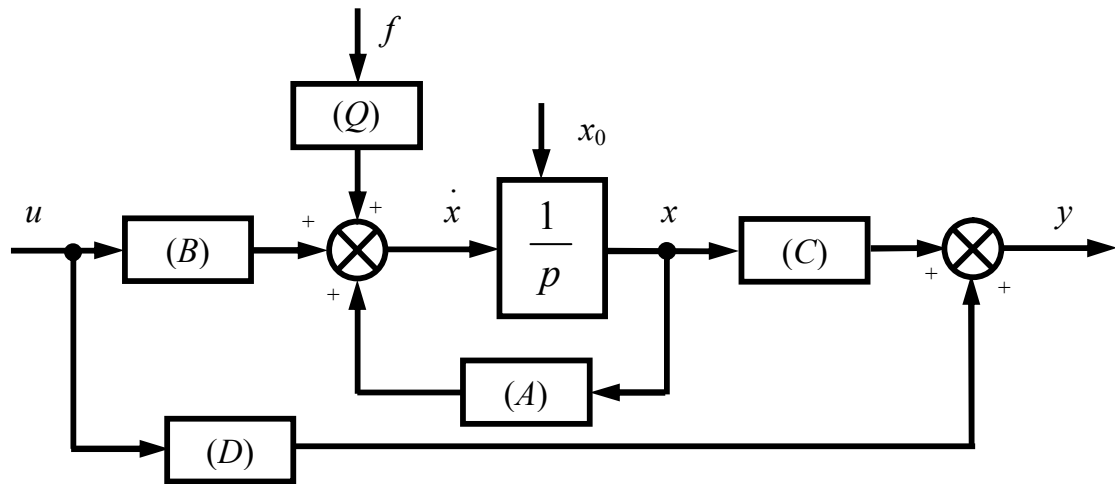 f
(Q)
x₀
u
+
+
ẋ
1
p
x
y
(B)
(C)
+
+
+
(A)
(D)